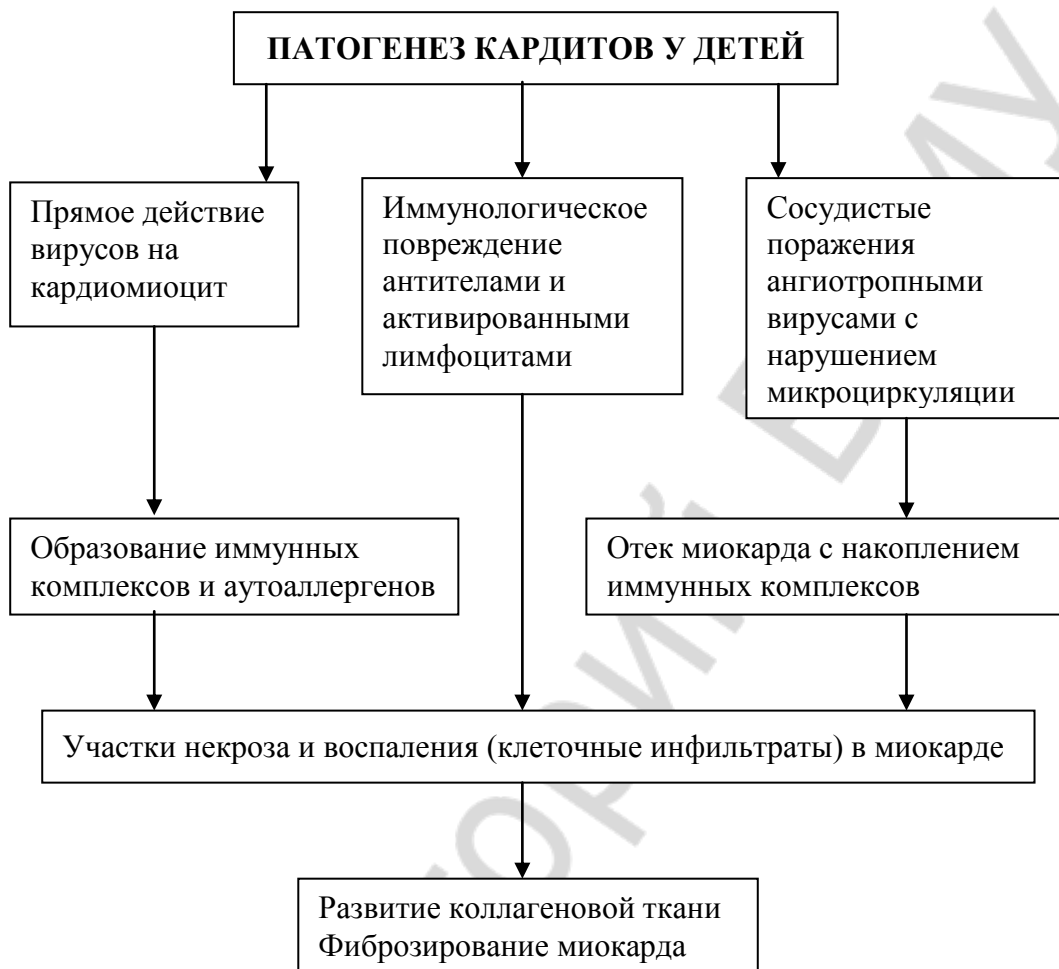 ПАТОГЕНЕЗ КАРДИТОВ У ДЕТЕЙ
Прямое действие
вирусов на
кардиомиоцит
Иммунологическое
повреждение
антителами и
активированными
лимфоцитами
Сосудистые
поражения
ангиотропными
вирусами с
нарушением
микроциркуляции
Образование иммунных
комплексов и аутоаллергенов
Отек миокарда с накоплением
иммунных комплексов
Участки некроза и воспаления (клеточные инфильтраты) в миокарде
Развитие коллагеновой ткани
Фиброзирование миокарда